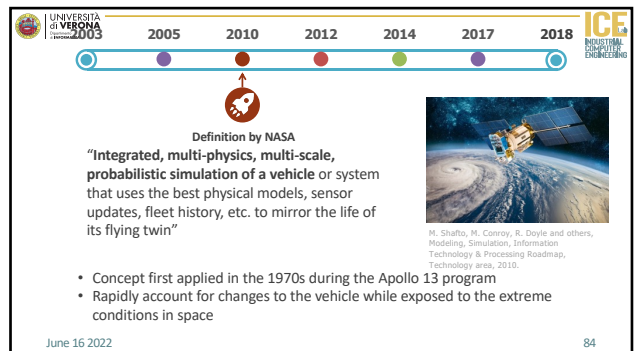 UNIVERSITÀ
di VERONA
Dipartimento
di INFORMATICA
ICE Lab
INDUSTRIAL
COMPUTER
ENGINEERING
2003 2005 2010 2012 2014 2017 2018
Definition by NASA
“Integrated, multi-physics, multi-scale,
probabilistic simulation of a vehicle or system
that uses the best physical models, sensor
updates, fleet history, etc. to mirror the life of
its flying twin”
M. Shafto, M. Conroy, R. Doyle and others,
Modeling, Simulation, Information
Technology & Processing Roadmap,
Technology area, 2010.
• Concept first applied in the 1970s during the Apollo 13 program
• Rapidly account for changes to the vehicle while exposed to the extreme
conditions in space
June 16 2022
84